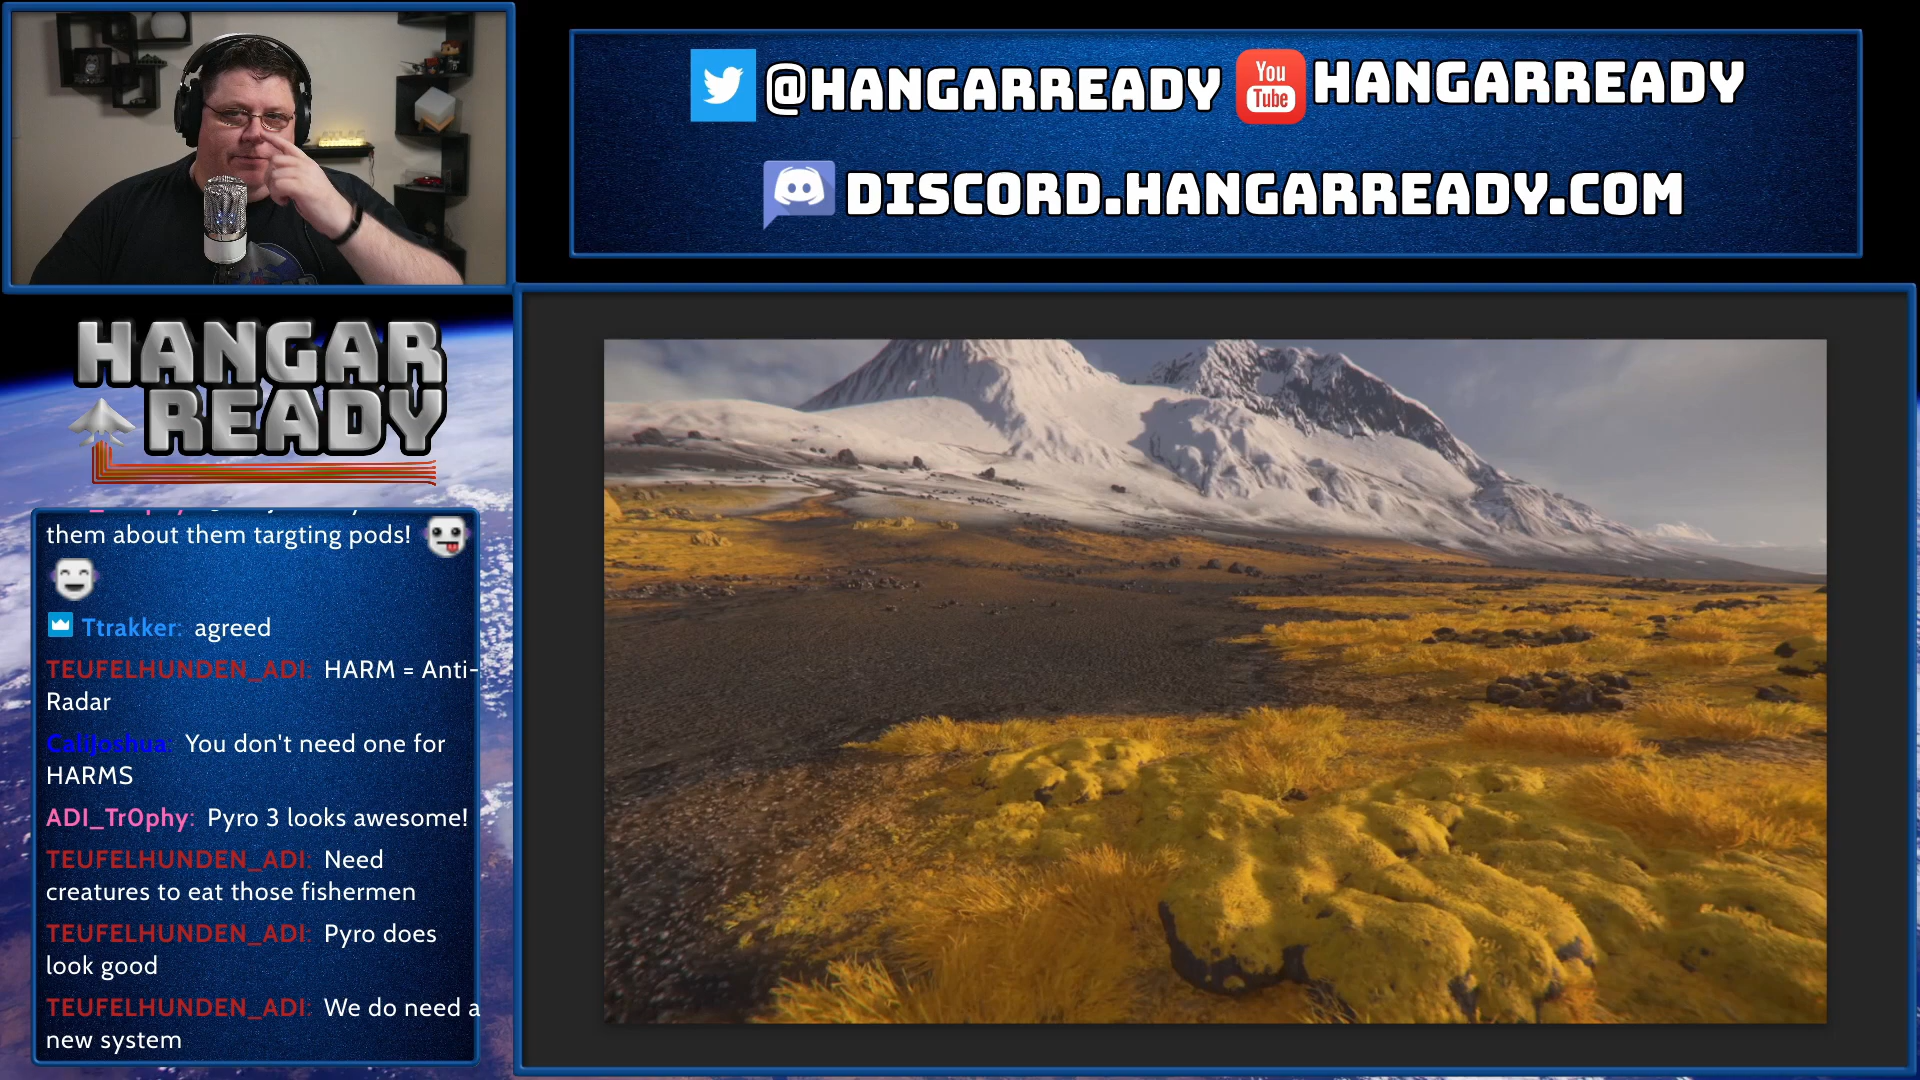 @HANGARREADY
You Tube
HANGARREADY
DISCORD.HANGARREADY.COM
HANGAR
READY
them about them targting pods!
Ttrakker: agreed
TEUFELHUNDEN_ADI: HARM = Anti-
Radar
CaliJoshua: You don't need one for
HARMS
ADI_Tr0phy: Pyro 3 looks awesome!
TEUFELHUNDEN_ADI: Need
creatures to eat those fishermen
TEUFELHUNDEN_ADI: Pyro does
look good
TEUFELHUNDEN_ADI: We do need a
new system